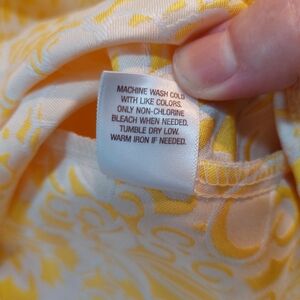 MACHINE WASH COLD
WITH LIKE COLORS.
ONLY NON-CHLORINE
BLEACH WHEN NEEDED.
TUMBLE DRY LOW.
WARM IRON IF NEEDED.